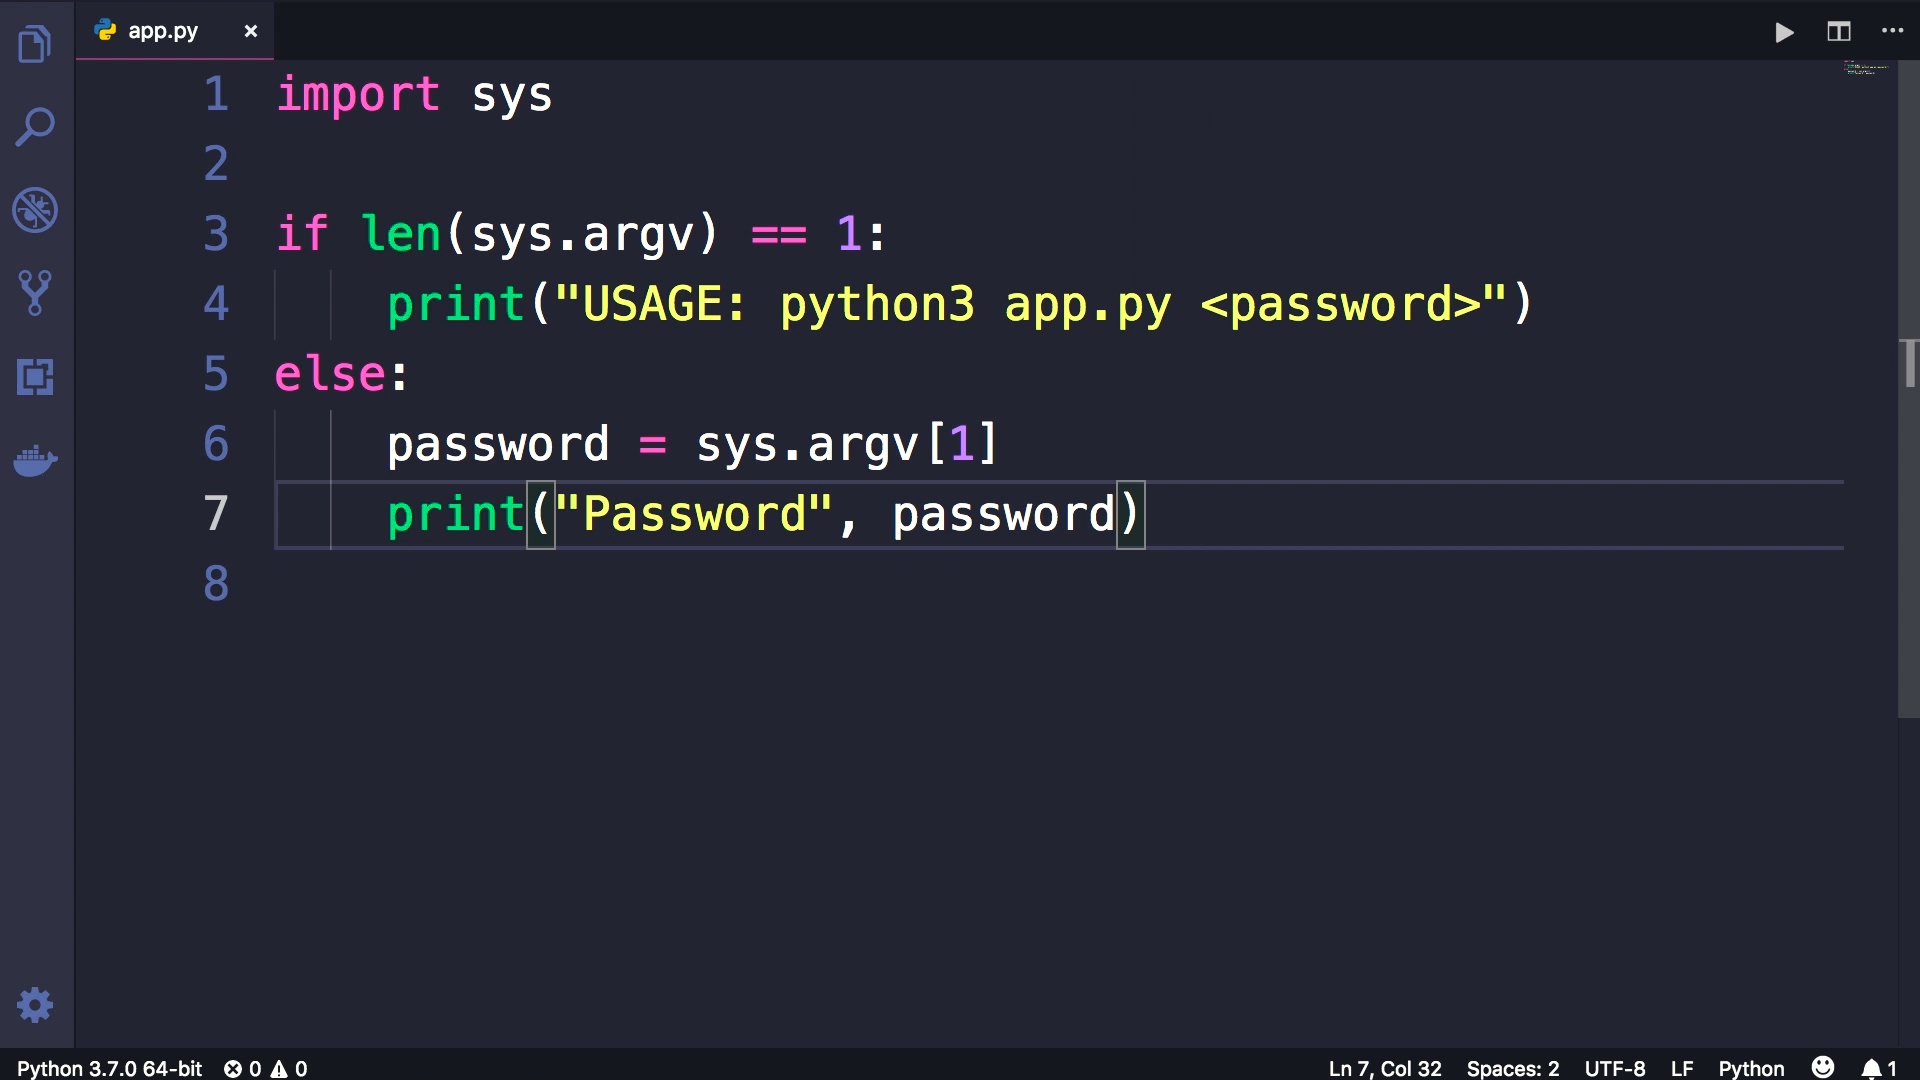 app.py ×
1 import sys
2
3 if len(sys.argv) == 1:
4     print("USAGE: python3 app.py <password>")
5 else:
6     password = sys.argv[1]
7     print("Password", password)
8
Python 3.7.0 64-bit 0 0 Ln 7, Col 32 Spaces: 2 UTF-8 LF Python 1